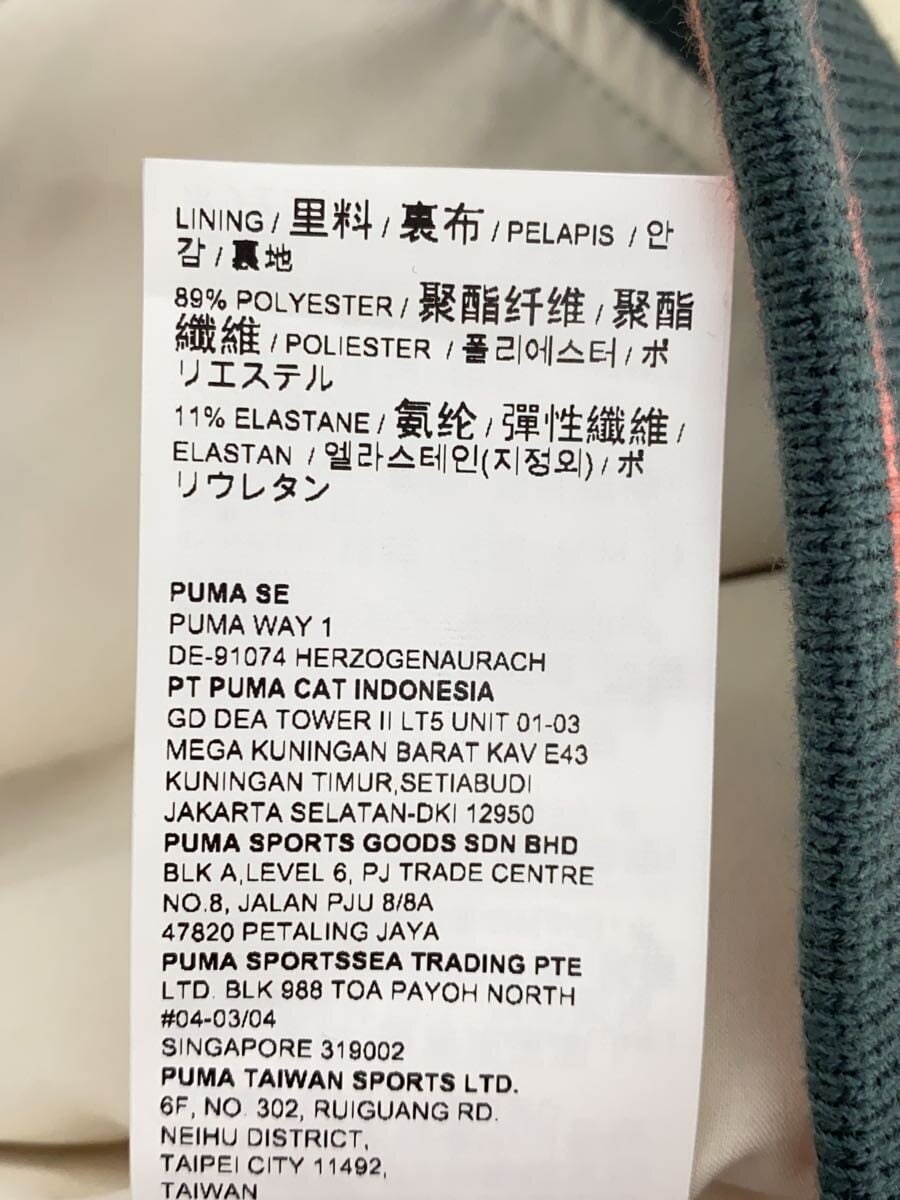 LINING / 里料 / 裏布 / PELAPIS / 안
감 / 裏地
89% POLYESTER / 聚酯纤维 / 聚酯
纖維 / POLIESTER / 폴리에스터 / ポ
リエステル
11% ELASTANE / 氨纶 / 彈性纖維 /
ELASTAN / 엘라스테인(지정외) / ポ
リウレタン
PUMA SE
PUMA WAY 1
DE-91074 HERZOGENAURACH
PT PUMA CAT INDONESIA
GD DEA TOWER II LT5 UNIT 01-03
MEGA KUNINGAN BARAT KAV E43
KUNINGAN TIMUR,SETIABUDI
JAKARTA SELATAN-DKI 12950
PUMA SPORTS GOODS SDN BHD
BLK A,LEVEL 6, PJ TRADE CENTRE
NO.8, JALAN PJU 8/8A
47820 PETALING JAYA
PUMA SPORTSSEA TRADING PTE
LTD. BLK 988 TOA PAYOH NORTH
#04-03/04
SINGAPORE 319002
PUMA TAIWAN SPORTS LTD.
6F, NO. 302, RUIGUANG RD.
NEIHU DISTRICT,
TAIPEI CITY 11492,
TAIWAN